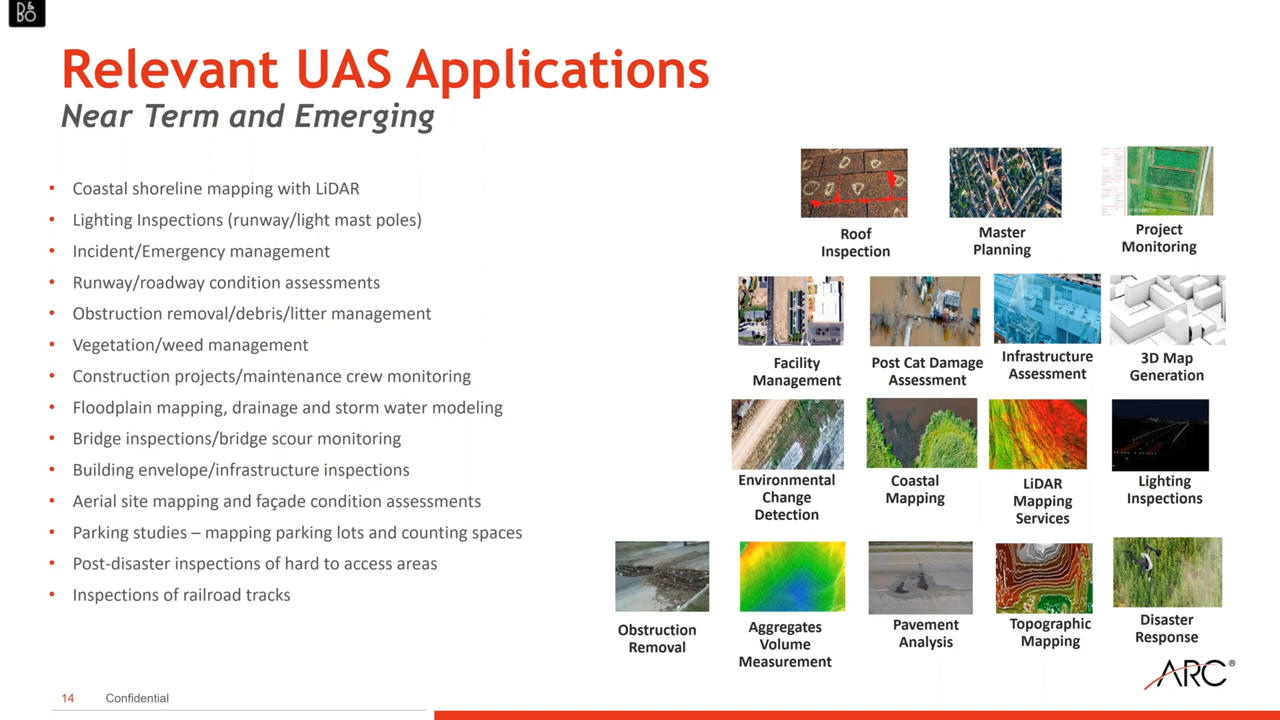 B&O
Relevant UAS Applications
Near Term and Emerging
• Coastal shoreline mapping with LiDAR
• Lighting Inspections (runway/light mast poles)
• Incident/Emergency management
• Runway/roadway condition assessments
• Obstruction removal/debris/litter management
• Vegetation/weed management
• Construction projects/maintenance crew monitoring
• Floodplain mapping, drainage and storm water modeling
• Bridge inspections/bridge scour monitoring
• Building envelope/infrastructure inspections
• Aerial site mapping and façade condition assessments
• Parking studies – mapping parking lots and counting spaces
• Post-disaster inspections of hard to access areas
• Inspections of railroad tracks
Roof
Inspection
Master
Planning
Project
Monitoring
Facility
Management
Post Cat Damage
Assessment
Infrastructure
Assessment
3D Map
Generation
Environmental
Change
Detection
Coastal
Mapping
LiDAR
Mapping
Services
Lighting
Inspections
Obstruction
Removal
Aggregates
Volume
Measurement
Pavement
Analysis
Topographic
Mapping
Disaster
Response
ARC®
14 Confidential